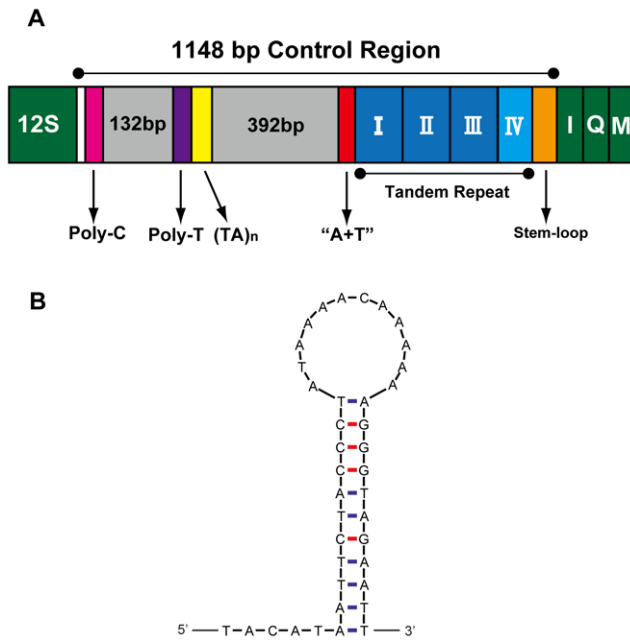 A
1148 bp Control Region
12S 132bp 392bp I II III IV I Q M
Tandem Repeat
Poly-C Poly-T (TA)n "A+T" Stem-loop
B
A A C A
A A
A A
T A
A A
T A
C G
C G
C G
A T
T A
C G
T A
T A
A T
5' T A C A T A T 3'